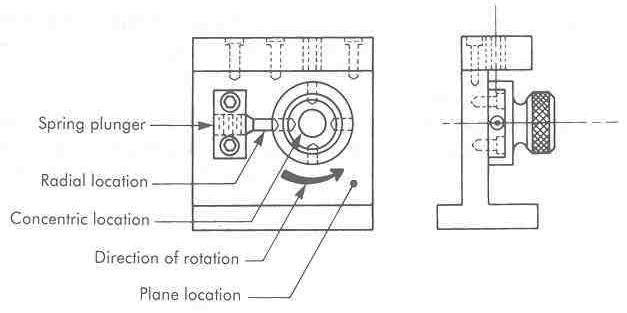 Spring plunger
Radial location
Concentric location
Direction of rotation
Plane location